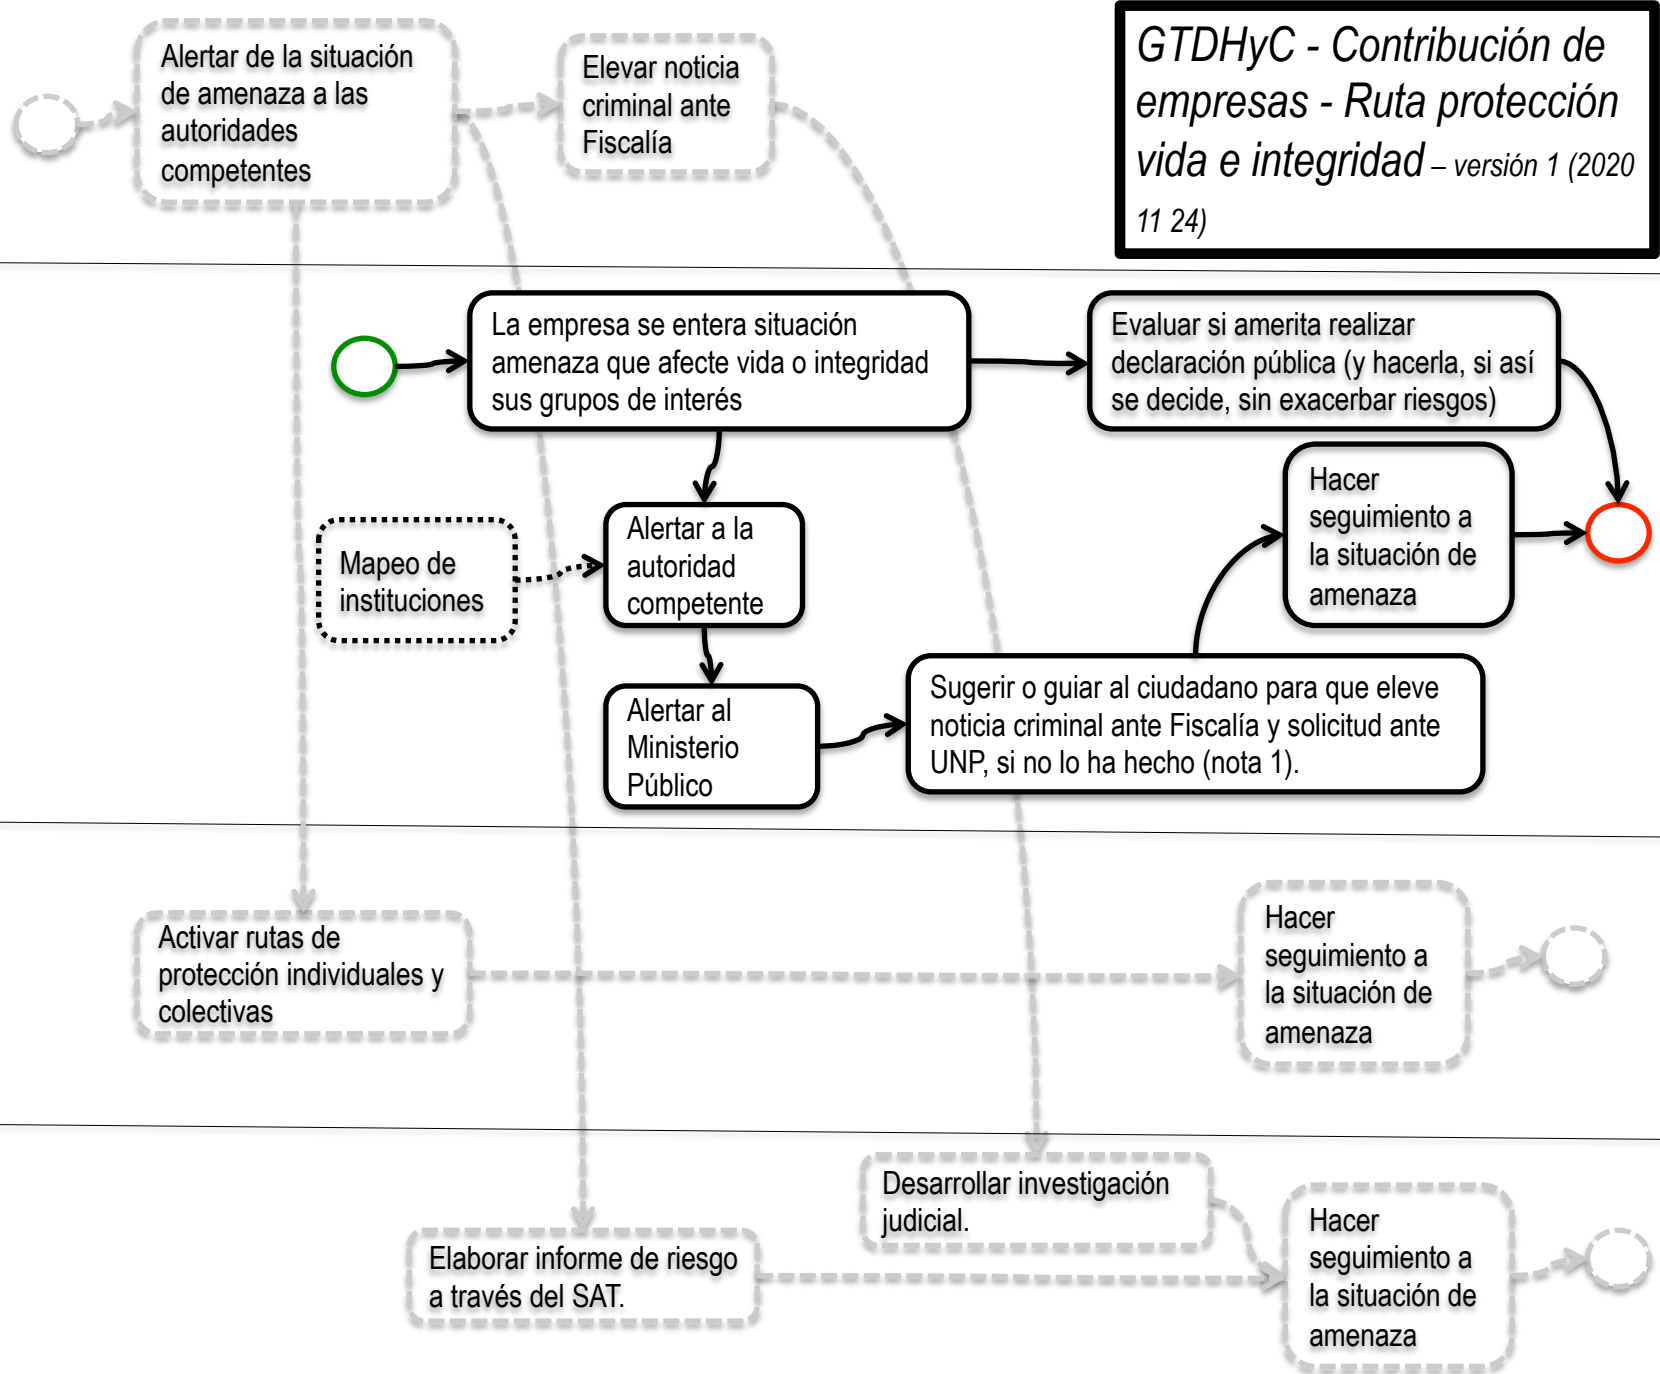 Alertar de la situación
de amenaza a las
autoridades
competentes
Elevar noticia
criminal ante
Fiscalía
GTDHyC - Contribución de
empresas - Ruta protección
vida e integridad – versión 1 (2020
11 24)
La empresa se entera situación
amenaza que afecte vida o integridad
sus grupos de interés
Evaluar si amerita realizar
declaración pública (y hacerla, si así
se decide, sin exacerbar riesgos)
Mapeo de
instituciones
Alertar a la
autoridad
competente
Hacer
seguimiento a
la situación de
amenaza
Alertar al
Ministerio
Público
Sugerir o guiar al ciudadano para que eleve
noticia criminal ante Fiscalía y solicitud ante
UNP, si no lo ha hecho (nota 1).
Activar rutas de
protección individuales y
colectivas
Hacer
seguimiento a
la situación de
amenaza
Desarrollar investigación
judicial.
Elaborar informe de riesgo
a través del SAT.
Hacer
seguimiento a
la situación de
amenaza